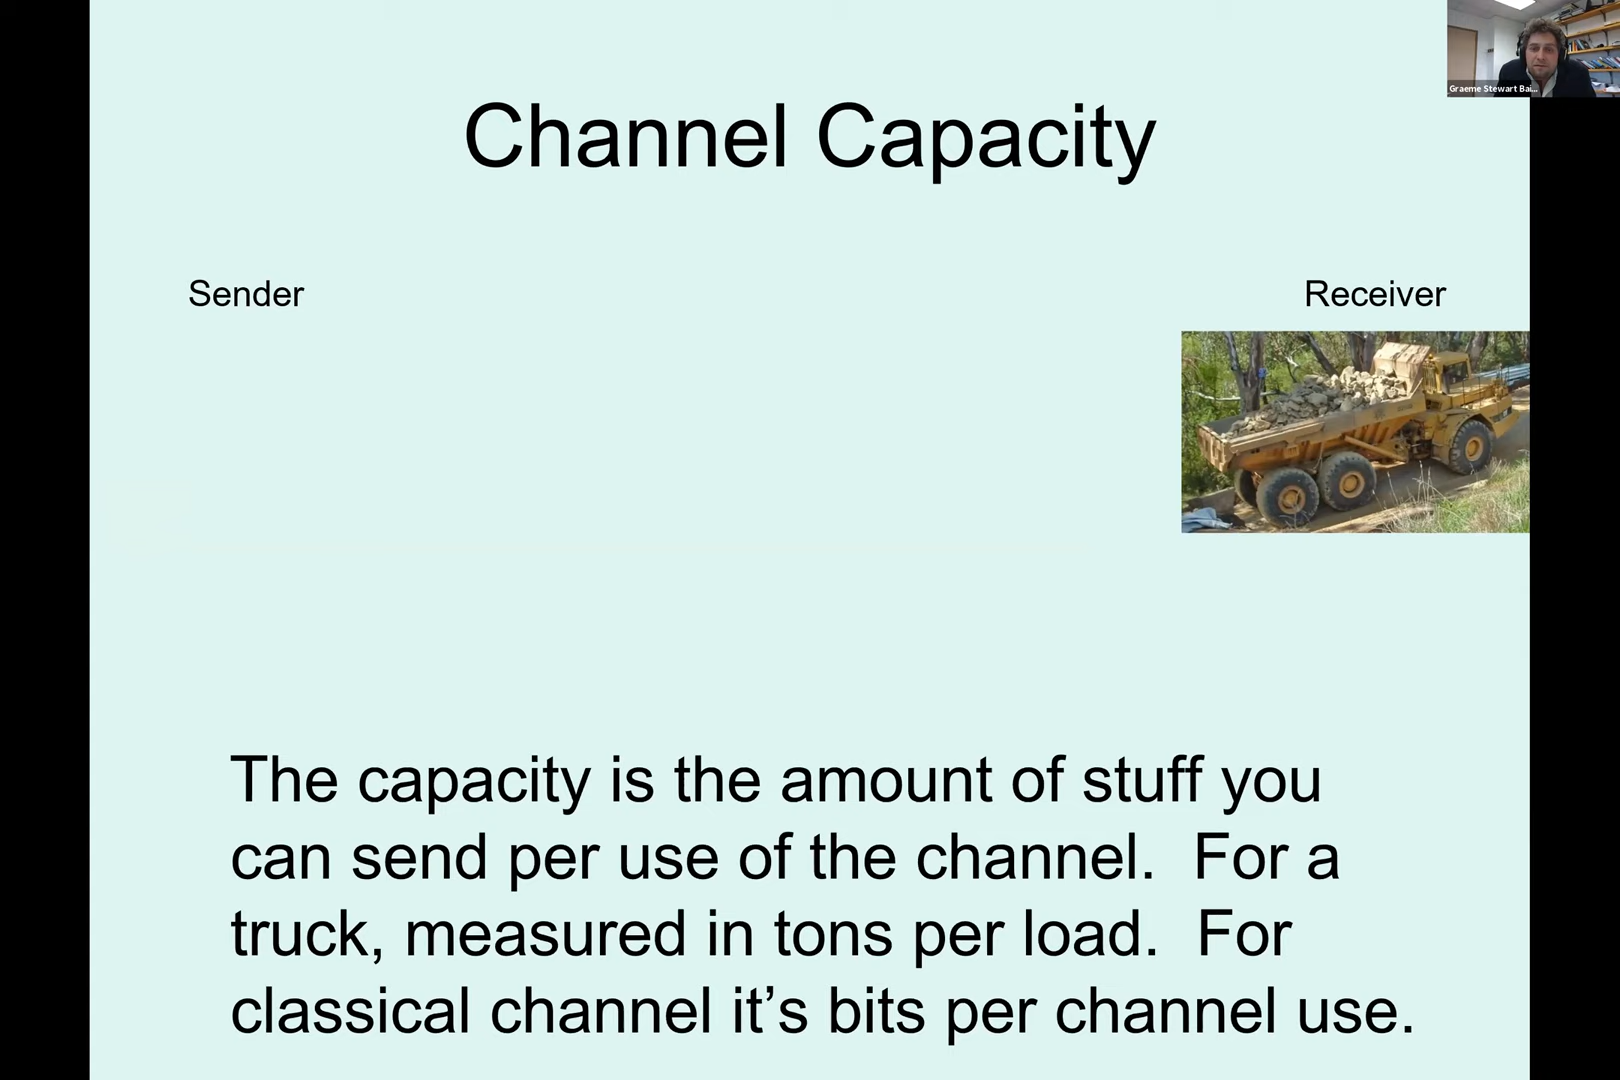 Graeme Stewart Bai...
Channel Capacity
Sender
Receiver
The capacity is the amount of stuff you
can send per use of the channel.  For a
truck, measured in tons per load.  For
classical channel it’s bits per channel use.